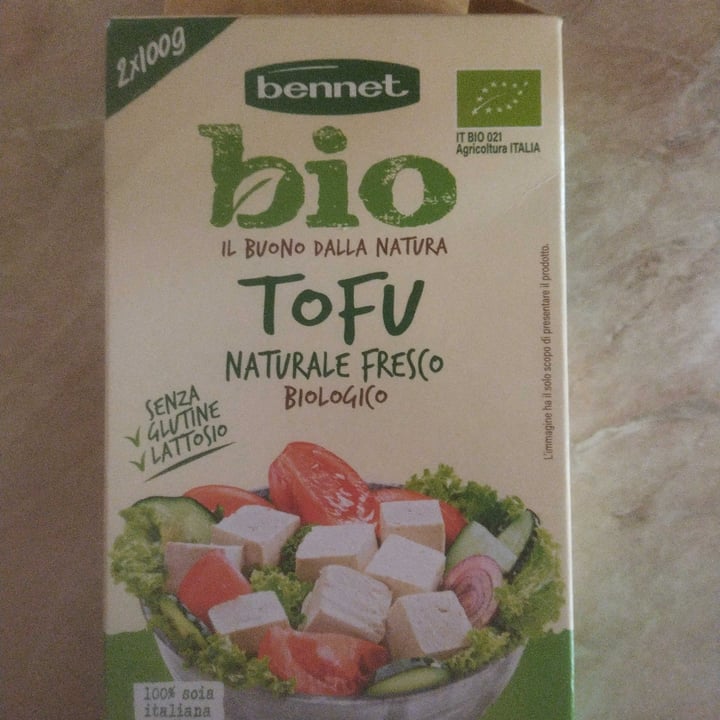 2x100g
bennet
IT BIO 021
Agricoltura ITALIA
bio
IL BUONO DALLA NATURA
TOFU
NATURALE FRESCO
BIOLOGICO
SENZA
GLUTINE
LATTOSIO
L'immagine ha il solo scopo di presentare il prodotto.
100% soia
italiana